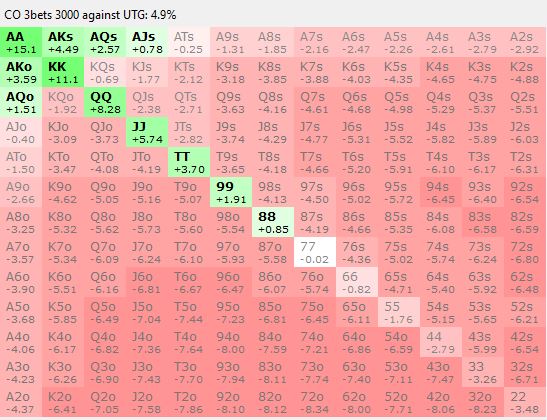 CO 3bets 3000 against UTG: 4.9%
AA AKs AQs AJs ATs A9s A8s A7s A6s A5s A4s A3s A2s
+15.1 +4.49 +2.57 +0.78 -0.25 -1.31 -1.85 -2.16 -2.47 -2.26 -2.61 -2.79 -2.92
AKo KK KQs KJs KTs K9s K8s K7s K6s K5s K4s K3s K2s
+3.59 +11.1 -0.69 -1.77 -2.12 -3.18 -3.85 -3.88 -4.03 -4.35 -4.65 -4.75 -4.88
AQo KQo QQ QJs QTs Q9s Q8s Q7s Q6s Q5s Q4s Q3s Q2s
+1.51 -1.92 +8.28 -2.38 -2.71 -3.63 -4.16 -4.61 -4.68 -4.98 -5.29 -5.37 -5.51
AJo KJo QJo JJ JTs J9s J8s J7s J6s J5s J4s J3s J2s
-0.40 -3.09 -3.73 +5.74 -2.82 -3.74 -4.29 -4.77 -5.31 -5.52 -5.82 -5.89 -6.03
ATo KTo QTo JTo TT T9s T8s T7s T6s T5s T4s T3s T2s
-1.50 -3.47 -4.08 -4.19 +3.70 -3.65 -4.18 -4.66 -5.20 -5.91 -6.10 -6.17 -6.31
A9o K9o Q9o J9o T9o 99 98s 97s 96s 95s 94s 93s 92s
-2.66 -4.62 -5.05 -5.16 -5.07 +1.91 -4.13 -4.50 -5.02 -5.72 -6.45 -6.40 -6.54
A8o K8o Q8o J8o T8o 98o 88 87s 86s 85s 84s 83s 82s
-3.25 -5.32 -5.62 -5.73 -5.60 -5.54 +0.85 -4.19 -4.66 -5.35 -6.08 -6.58 -6.59
A7o K7o Q7o J7o T7o 97o 87o 77 76s 75s 74s 73s 72s
-3.57 -5.34 -6.09 -6.24 -6.10 -5.93 -5.58 -0.02 -4.36 -5.02 -5.74 -6.24 -6.80
A6o K6o Q6o J6o T6o 96o 86o 76o 66 65s 64s 63s 62s
-3.90 -5.51 -6.16 -6.81 -6.67 -6.47 -6.07 -5.74 -0.82 -4.71 -5.40 -5.92 -6.48
A5o K5o Q5o J5o T5o 95o 85o 75o 65o 55 54s 53s 52s
-3.68 -5.85 -6.49 -7.04 -7.44 -7.23 -6.81 -6.45 -6.11 -1.76 -5.15 -5.65 -6.21
A4o K4o Q4o J4o T4o 94o 84o 74o 64o 54o 44 43s 42s
-4.06 -6.17 -6.82 -7.36 -7.64 -8.00 -7.59 -7.21 -6.86 -6.59 -2.79 -5.99 -6.54
A3o K3o Q3o J3o T3o 93o 83o 73o 63o 53o 43o 33 32s
-4.23 -6.26 -6.90 -7.43 -7.70 -7.94 -8.11 -7.74 -7.40 -7.11 -7.47 -3.26 -6.71
A2o K2o Q2o J2o T2o 92o 82o 72o 62o 52o 42o 32o 22
-4.37 -6.41 -7.05 -7.58 -7.86 -8.10 -8.12 -8.34 -8.00 -7.71 -8.06 -8.23 -3.48